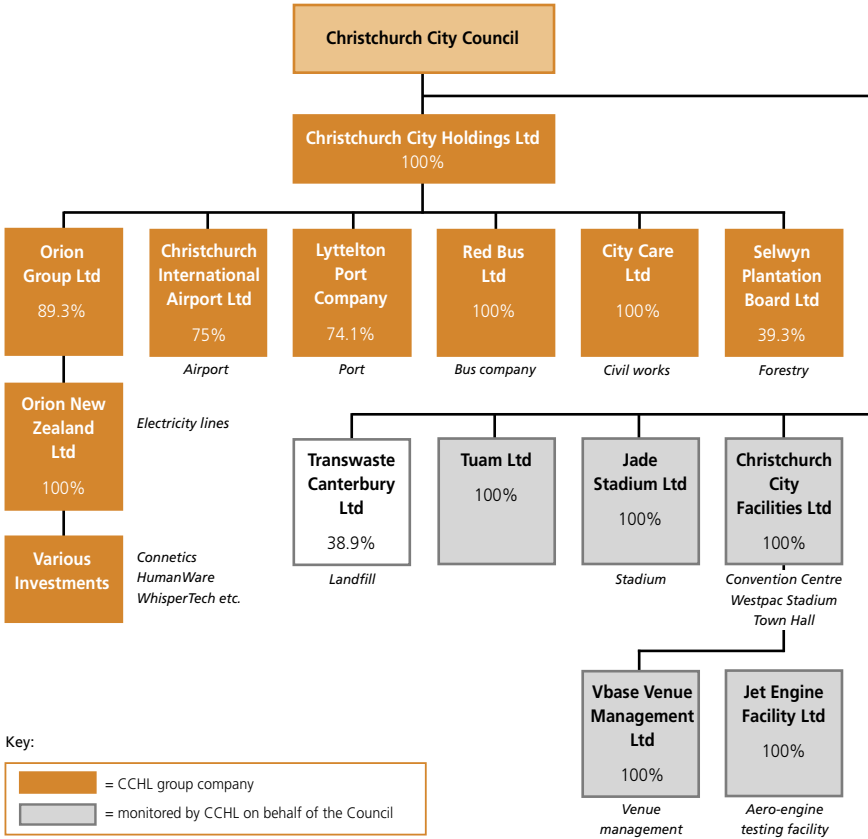 Christchurch City Council
Christchurch City Holdings Ltd
100%
Orion
Group Ltd
89.3%
Christchurch
International
Airport Ltd
75%
Airport
Lyttelton
Port
Company
74.1%
Port
Red Bus
Ltd
100%
Bus company
City Care
Ltd
100%
Civil works
Selwyn
Plantation
Board Ltd
39.3%
Forestry
Orion New
Zealand
Ltd
100%
Electricity lines
Transwaste
Canterbury
Ltd
38.9%
Landfill
Tuam Ltd
100%
Jade
Stadium Ltd
100%
Stadium
Christchurch
City
Facilities Ltd
100%
Convention Centre
Westpac Stadium
Town Hall
Various
Investments
Connetics
HumanWare
WhisperTech etc.
Vbase Venue
Management
Ltd
100%
Venue
management
Jet Engine
Facility Ltd
100%
Aero-engine
testing facility
Key:
= CCHL group company
= monitored by CCHL on behalf of the Council